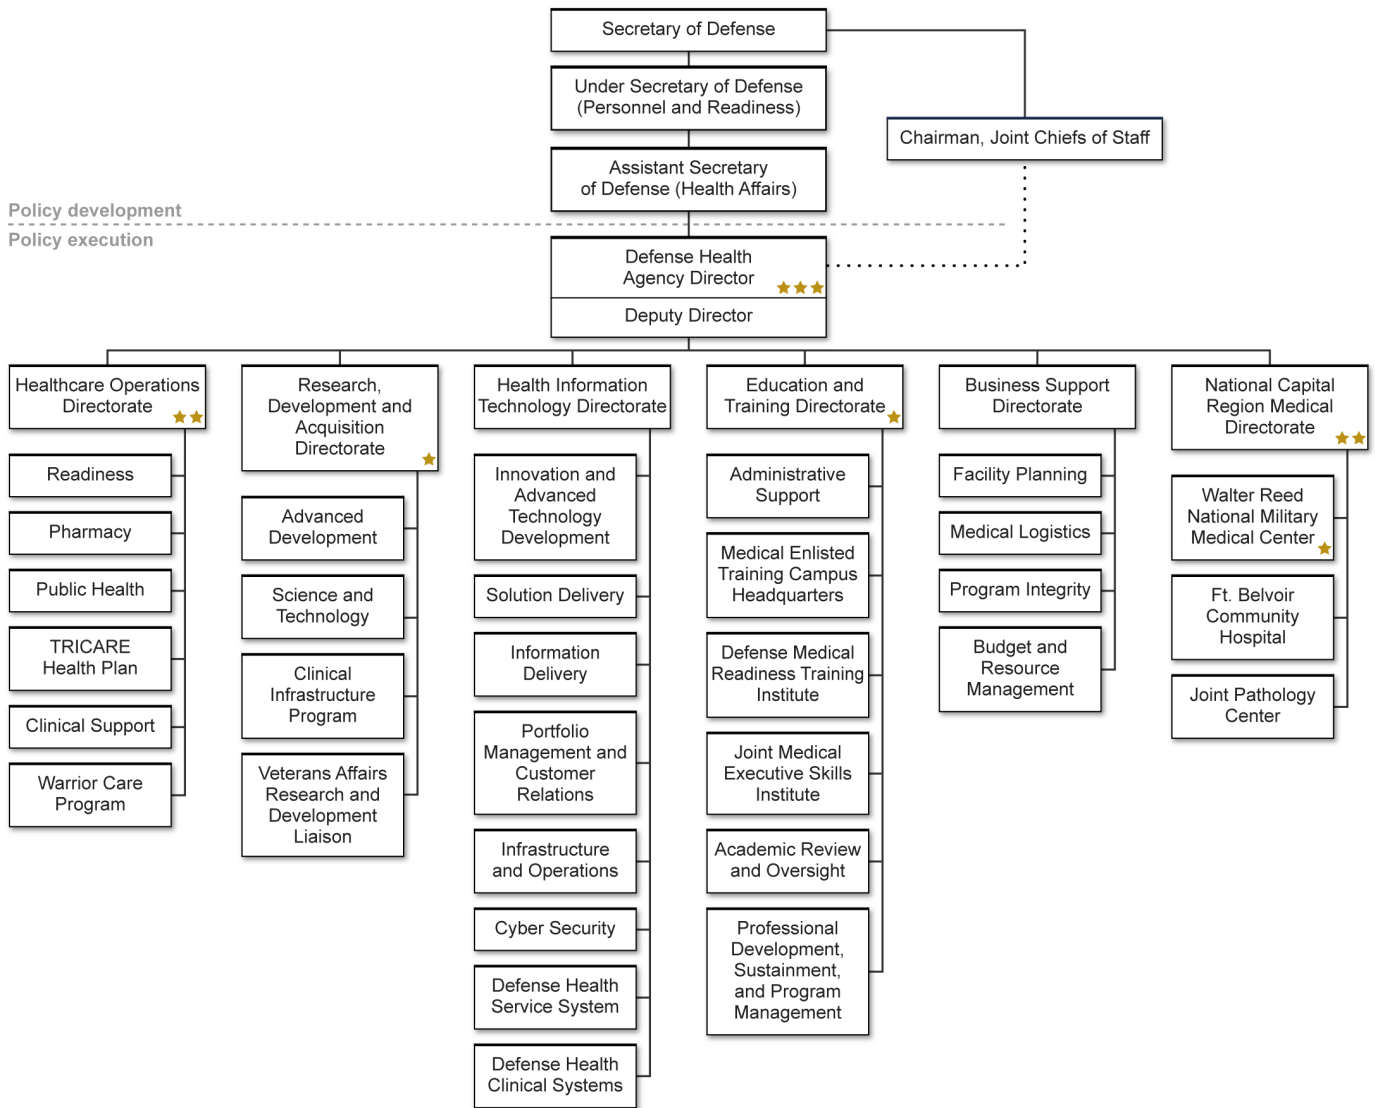 Secretary of Defense
Under Secretary of Defense
(Personnel and Readiness)
Chairman, Joint Chiefs of Staff
Assistant Secretary
of Defense (Health Affairs)
Policy development
Policy execution
Defense Health
Agency Director
Deputy Director
Healthcare Operations
Directorate
Readiness
Pharmacy
Public Health
TRICARE
Health Plan
Clinical Support
Warrior Care
Program
Research,
Development and
Acquisition
Directorate
Advanced
Development
Science and
Technology
Clinical
Infrastructure
Program
Veterans Affairs
Research and
Development
Liaison
Health Information
Technology Directorate
Innovation and
Advanced
Technology
Development
Solution Delivery
Information
Delivery
Portfolio
Management and
Customer
Relations
Infrastructure
and Operations
Cyber Security
Defense Health
Service System
Defense Health
Clinical Systems
Education and
Training Directorate
Administrative
Support
Medical Enlisted
Training Campus
Headquarters
Defense Medical
Readiness Training
Institute
Joint Medical
Executive Skills
Institute
Academic Review
and Oversight
Professional
Development,
Sustainment,
and Program
Management
Business Support
Directorate
Facility Planning
Medical Logistics
Program Integrity
Budget and
Resource
Management
National Capital
Region Medical
Directorate
Walter Reed
National Military
Medical Center
Ft. Belvoir
Community
Hospital
Joint Pathology
Center